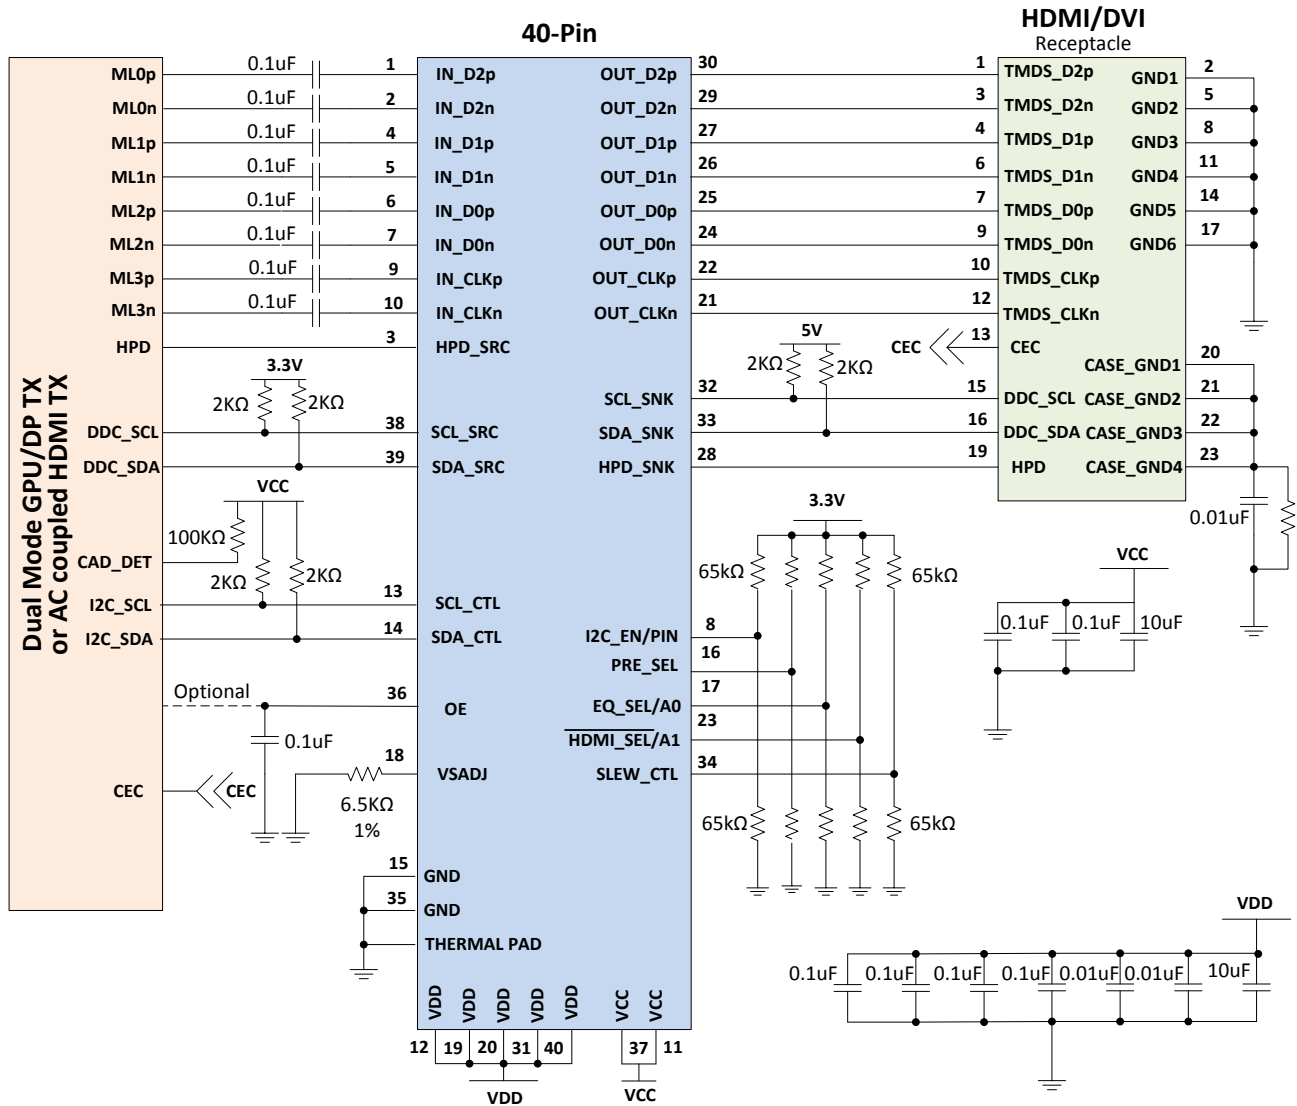 40-Pin
HDMI/DVI
Receptacle
Dual Mode GPU/DP TX
or AC coupled HDMI TX
ML0p 0.1uF 1 IN_D2p OUT_D2p 30 1 TMDS_D2p GND1 2
ML0n 0.1uF 2 IN_D2n OUT_D2n 29 3 TMDS_D2n GND2 5
ML1p 0.1uF 4 IN_D1p OUT_D1p 27 4 TMDS_D1p GND3 8
ML1n 0.1uF 5 IN_D1n OUT_D1n 26 6 TMDS_D1n GND4 11
ML2p 0.1uF 6 IN_D0p OUT_D0p 25 7 TMDS_D0p GND5 14
ML2n 0.1uF 7 IN_D0n OUT_D0n 24 9 TMDS_D0n GND6 17
ML3p 0.1uF 9 IN_CLKp OUT_CLKp 22 10 TMDS_CLKp
ML3n 0.1uF 10 IN_CLKn OUT_CLKn 21 12 TMDS_CLKn
HPD 3 HPD_SRC 5V CEC 13 CEC
3.3V 2KΩ 2KΩ CASE_GND1 20
2KΩ 2KΩ SCL_SNK 32 15 DDC_SCL CASE_GND2 21
DDC_SCL 38 SCL_SRC SDA_SNK 33 16 DDC_SDA CASE_GND3 22
DDC_SDA 39 SDA_SRC HPD_SNK 28 19 HPD CASE_GND4 23
VCC 3.3V 0.01uF
100KΩ
CAD_DET 2KΩ 2KΩ 65kΩ 65kΩ VCC
I2C_SCL 13 SCL_CTL
I2C_SDA 14 SDA_CTL I2C_EN/PIN 8 0.1uF 0.1uF 10uF
PRE_SEL 16
Optional 36 OE EQ_SEL/A0 17
0.1uF HDMI_SEL/A1 23
18 VSADJ SLEW_CTL 34
CEC CEC 6.5KΩ
1%
65kΩ 65kΩ
15 GND
35 GND
THERMAL PAD
VDD
0.1uF 0.1uF 0.1uF 0.1uF 0.01uF 0.01uF 10uF
VDD VDD VDD VDD VDD VCC VCC
12 19 20 31 40 37 11
VDD VCC